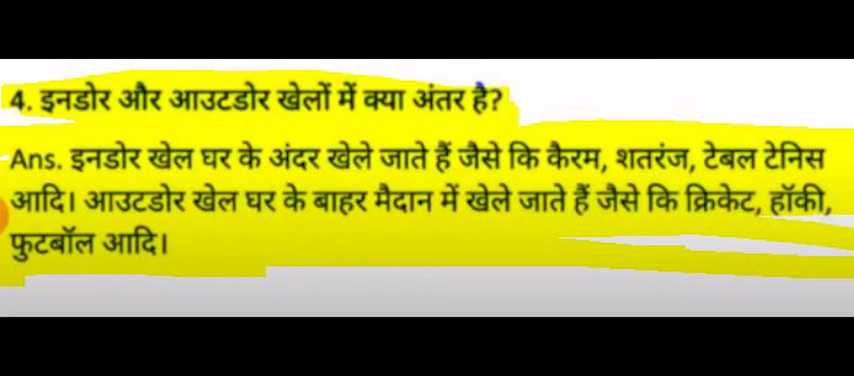 4. इनडोर और आउटडोर खेलों में क्या अंतर है?
Ans. इनडोर खेल घर के अंदर खेले जाते हैं जैसे कि कैरम, शतरंज, टेबल टेनिस
आदि। आउटडोर खेल घर के बाहर मैदान में खेले जाते हैं जैसे कि क्रिकेट, हॉकी,
फुटबॉल आदि।